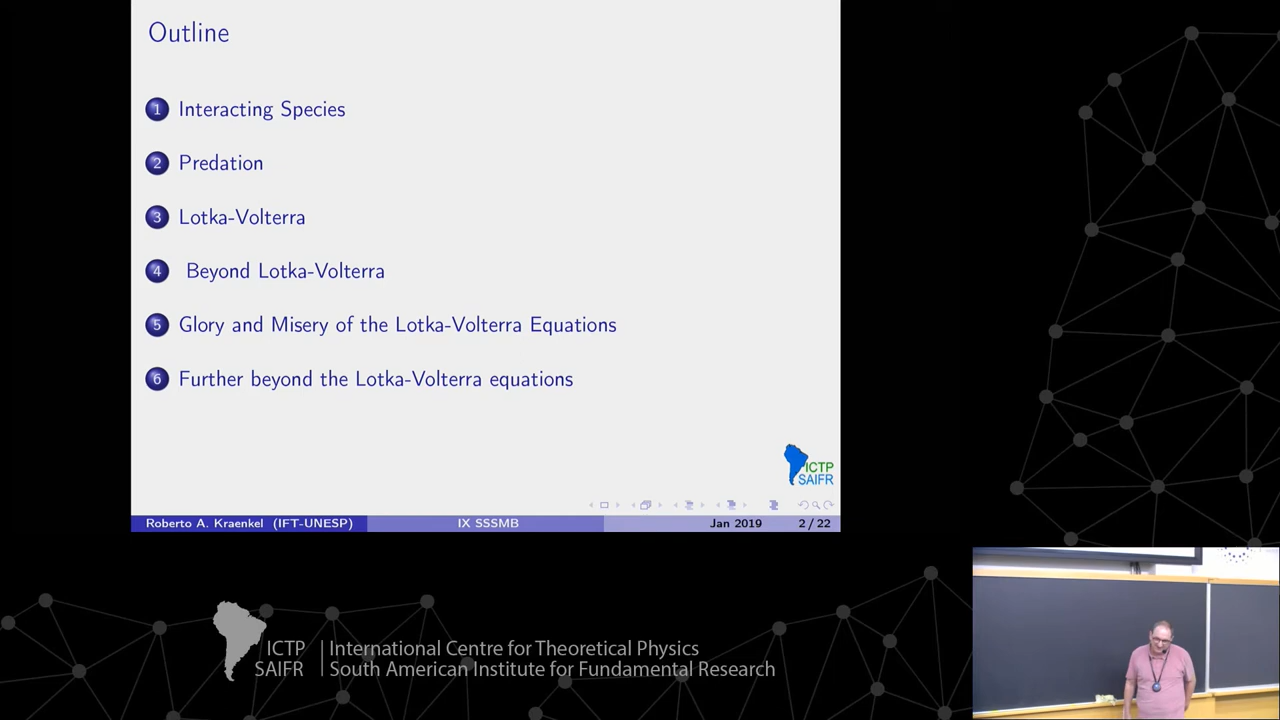 Outline
1 Interacting Species
2 Predation
3 Lotka-Volterra
4 Beyond Lotka-Volterra
5 Glory and Misery of the Lotka-Volterra Equations
6 Further beyond the Lotka-Volterra equations
ICTP
SAIFR
Roberto A. Kraenkel (IFT-UNESP) IX SSSMB Jan 2019 2 / 22
ICTP International Centre for Theoretical Physics
SAIFR South American Institute for Fundamental Research